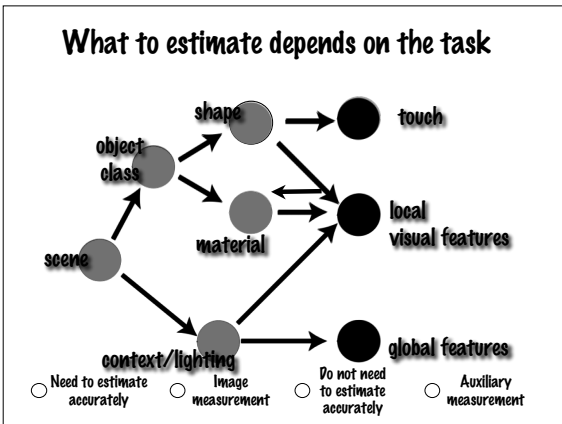 What to estimate depends on the task
shape
touch
object
class
local
visual features
material
scene
context/lighting
global features
Need to estimate
accurately
Image
measurement
Do not need
to estimate
accurately
Auxiliary
measurement